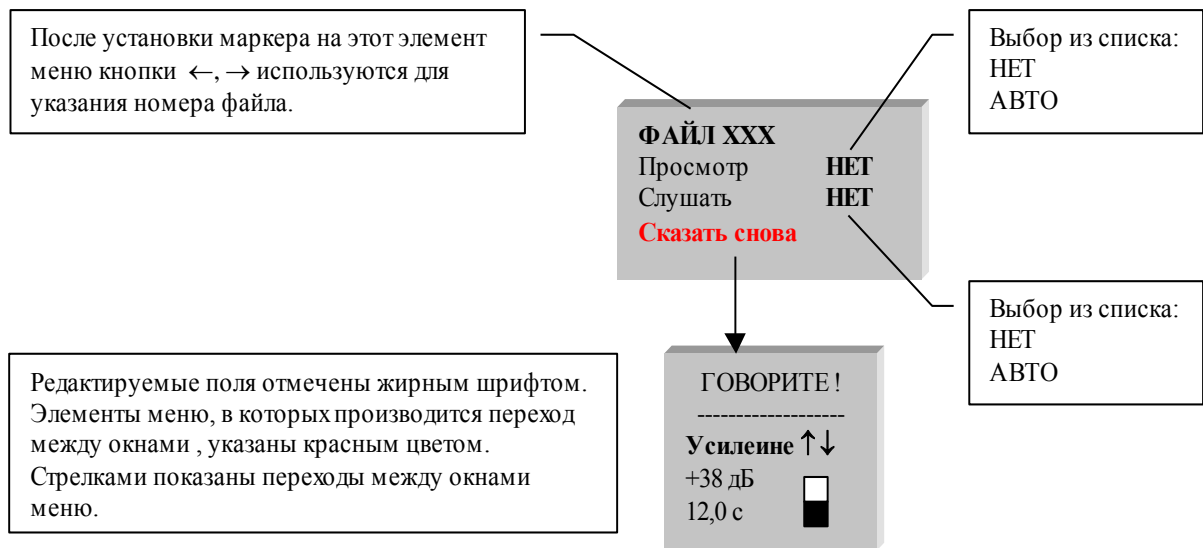 После установки маркера на этот элемент
меню кнопки ←, → используются для
указания номера файла.
Выбор из списка:
НЕТ
АВТО
ФАЙЛ XXX
Просмотр НЕТ
Слушать НЕТ
Сказать снова
Выбор из списка:
НЕТ
АВТО
Редактируемые поля отмечены жирным шрифтом.
Элементы меню, в которых производится переход
между окнами , указаны красным цветом.
Стрелками показаны переходы между окнами
меню.
ГОВОРИТЕ !
--------------------
Усилеине ↑↓
+38 дБ
12,0 с